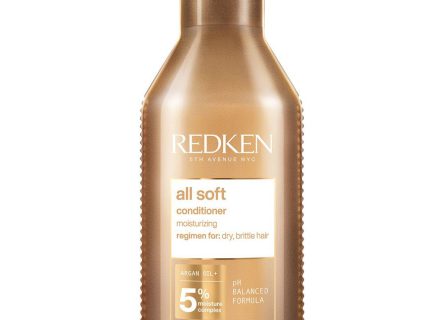 REDKEN
5TH AVENUE NYC
all soft
conditioner
moisturizing
regimen for: dry, brittle hair
ARGAN OIL+
5%
moisture
complex
pH
BALANCED
FORMULA